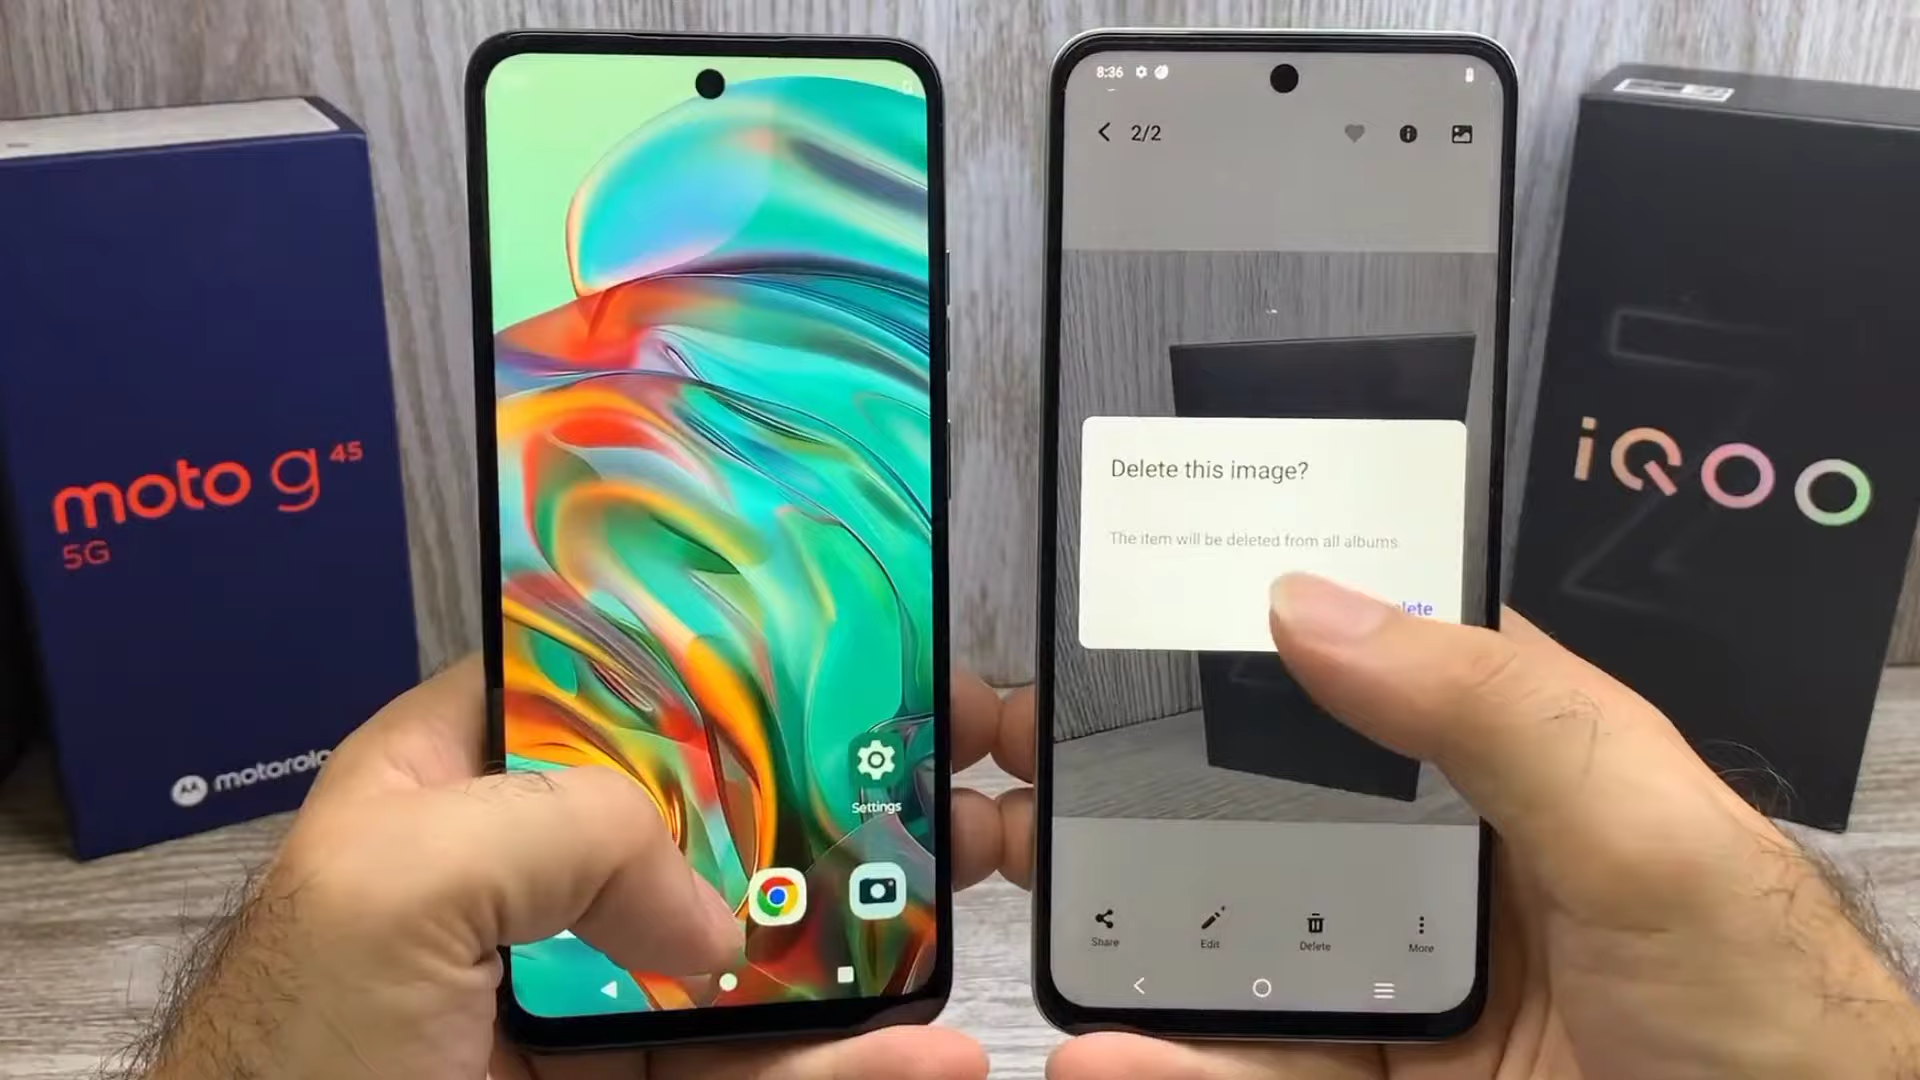 moto g 45
5G
motorola
Settings
8:36
2/2
Delete this image?
The item will be deleted from all albums.
lete
Share
Edit
Delete
More
iQOO
Z